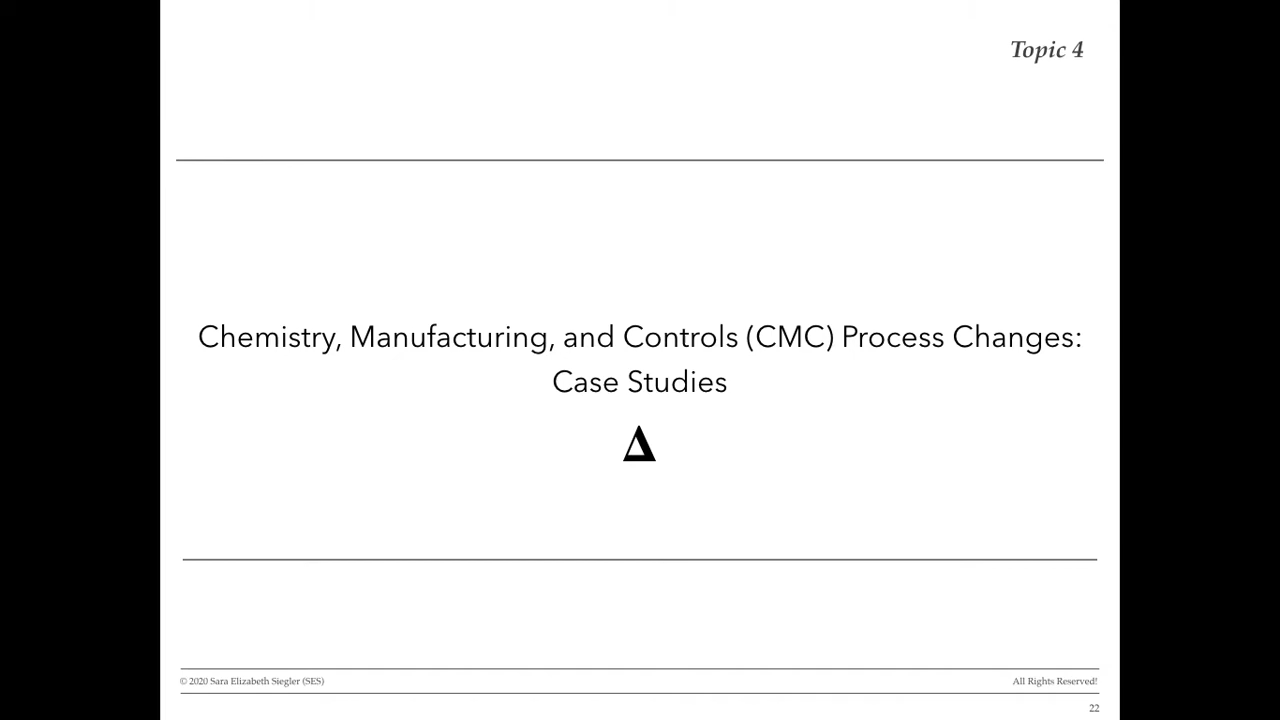 Topic 4
Chemistry, Manufacturing, and Controls (CMC) Process Changes:
Case Studies
Δ
© 2020 Sara Elizabeth Siegler (SES)
All Rights Reserved!
22